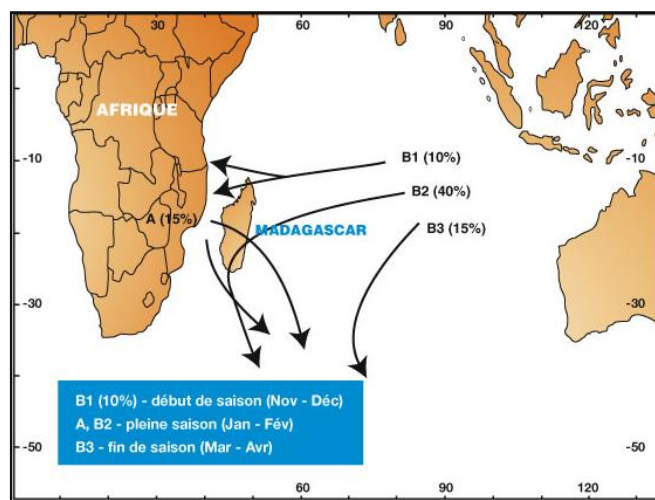 30
60
90
120
AFRIQUE
-10
B1 (10%)
-10
B2 (40%)
A (15%)
MADAGASCAR
B3 (15%)
-30
-30
B1 (10%) - début de saison (Nov - Déc)
A, B2 - pleine saison (Jan - Fév)
B3 - fin de saison (Mar - Avr)
-50
-50
30
60
90
120